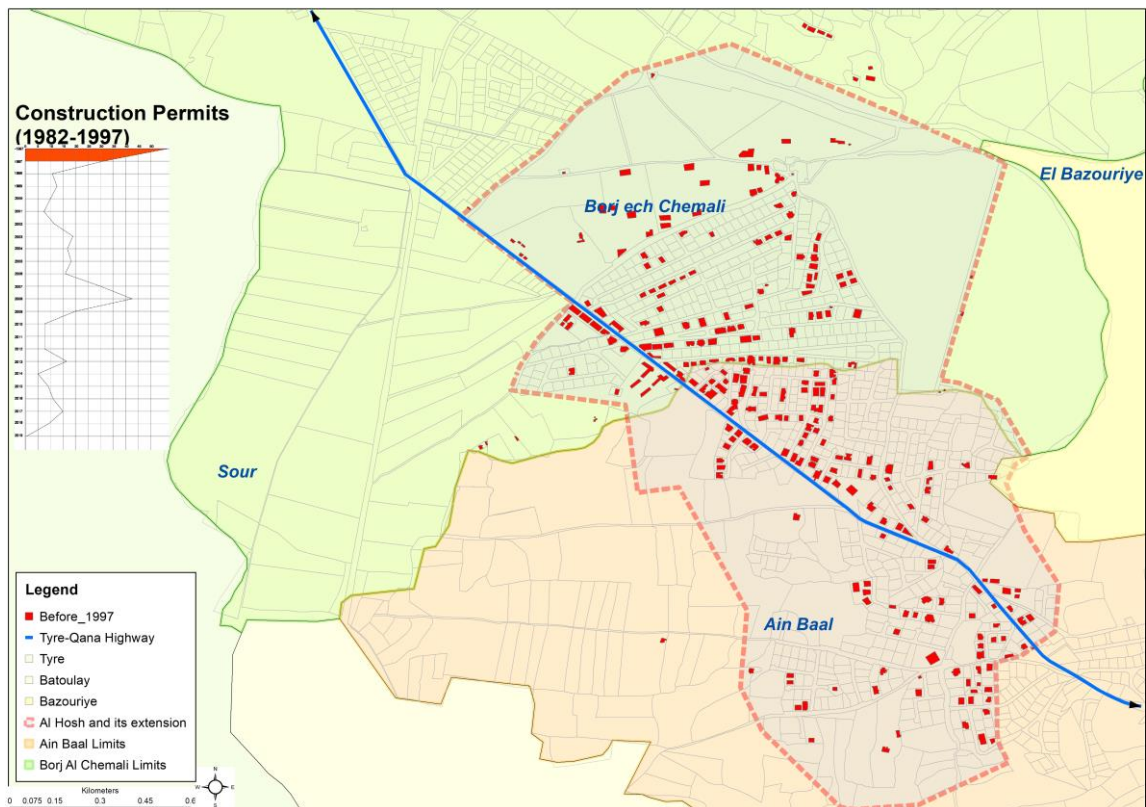 Construction Permits
(1982-1997)
El Bazouriye
Borj ech Chemali
Sour
Ain Baal
Legend
Before_1997
Tyre-Qana Highway
Tyre
Batoulay
Bazouriye
Al Hosh and its extension
Ain Baal Limits
Borj Al Chemali Limits
Kilometers
0 0.075 0.15 0.3 0.45 0.6
N
W E
S